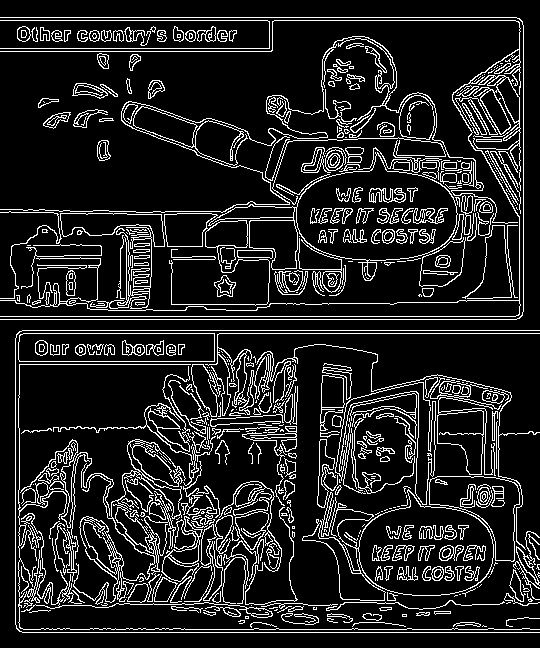 Other country's border
JOE
WE MUST
KEEP IT SECURE
AT ALL COSTS!
Our own border
JOE
WE MUST
KEEP IT OPEN
AT ALL COSTS!